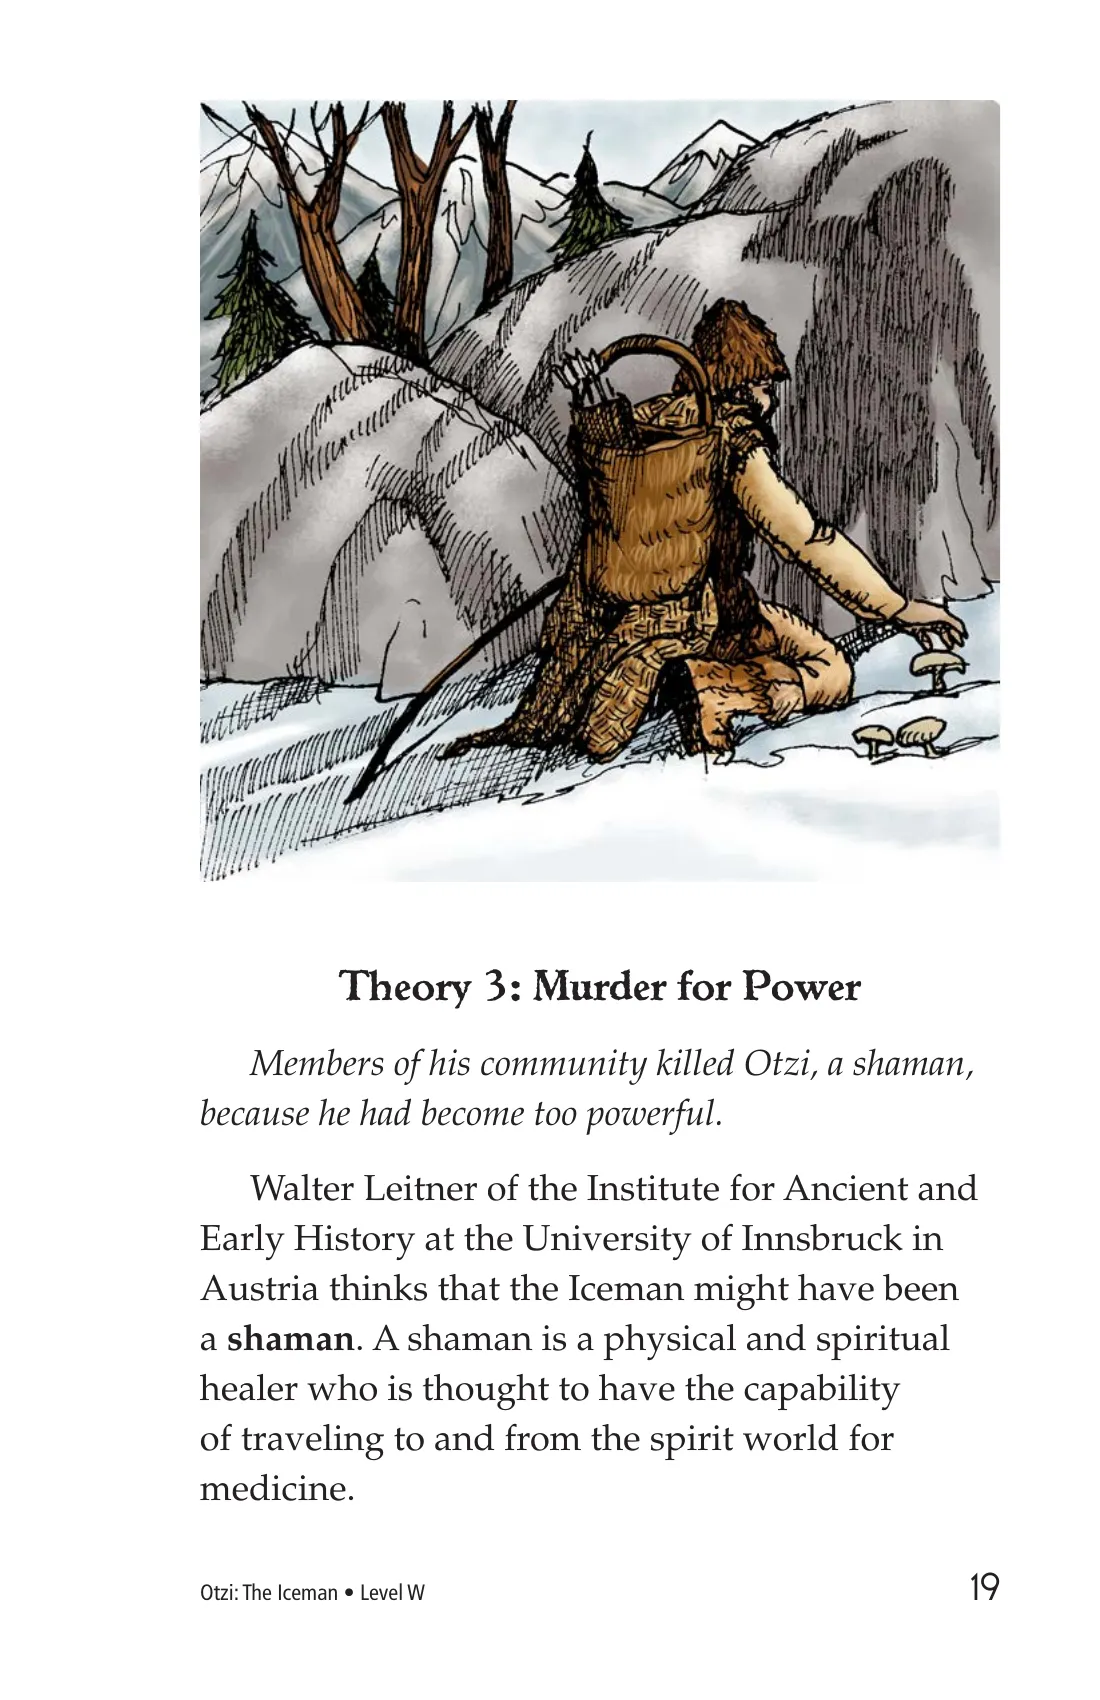 Theory 3: Murder for Power
Members of his community killed Otzi, a shaman,
because he had become too powerful.
Walter Leitner of the Institute for Ancient and
Early History at the University of Innsbruck in
Austria thinks that the Iceman might have been
a shaman. A shaman is a physical and spiritual
healer who is thought to have the capability
of traveling to and from the spirit world for
medicine.
Otzi: The Iceman • Level W
19